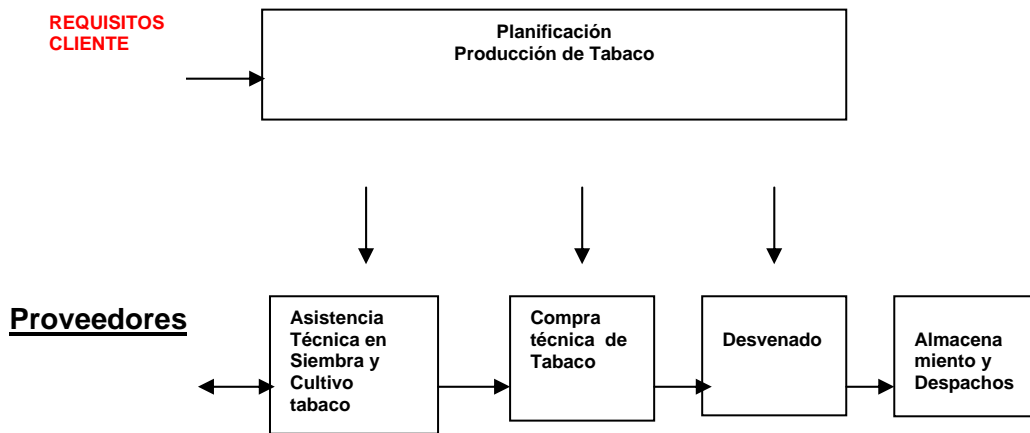 REQUISITOS
CLIENTE
Planificación
Producción de Tabaco
Proveedores
Asistencia
Técnica en
Siembra y
Cultivo
tabaco
Compra
técnica de
Tabaco
Desvenado
Almacena
miento y
Despachos